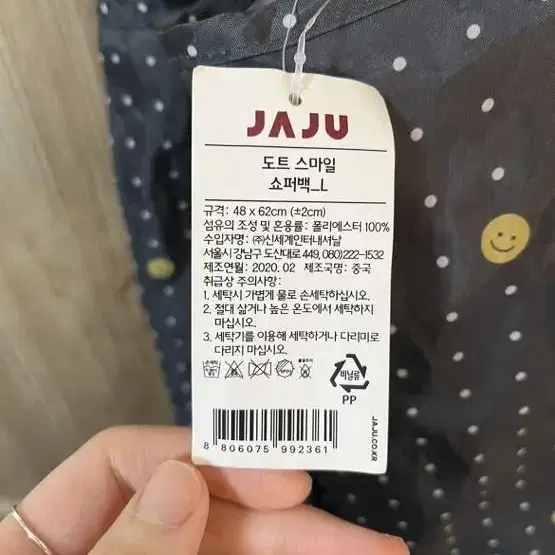 JAJU
도트 스마일
쇼퍼백_L
규격: 48 x 62cm (±2cm)
섬유의 조성 및 혼용률: 폴리에스터 100%
수입자명: (주)신세계인터내셔날
서울시 강남구 도산대로 449, 080)222-1532
제조연월: 2020. 02 제조국명: 중국
취급상 주의사항:
1. 세탁시 가볍게 물로 손세탁하십시오.
2. 절대 삶거나 높은 온도에서 세탁하지
마십시오.
3. 세탁기를 이용해 세탁하거나 다리미로
다리지 마십시오.
비닐류
PP
8 806075 992361
JAJU.CO.KR